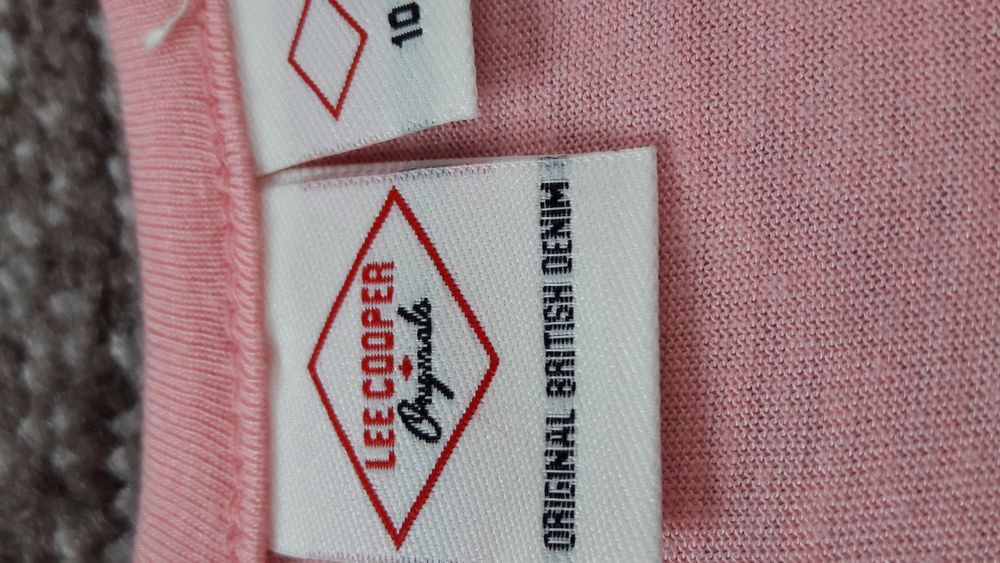 LEE COOPER
Originals
ORIGINAL BRITISH DENIM
10